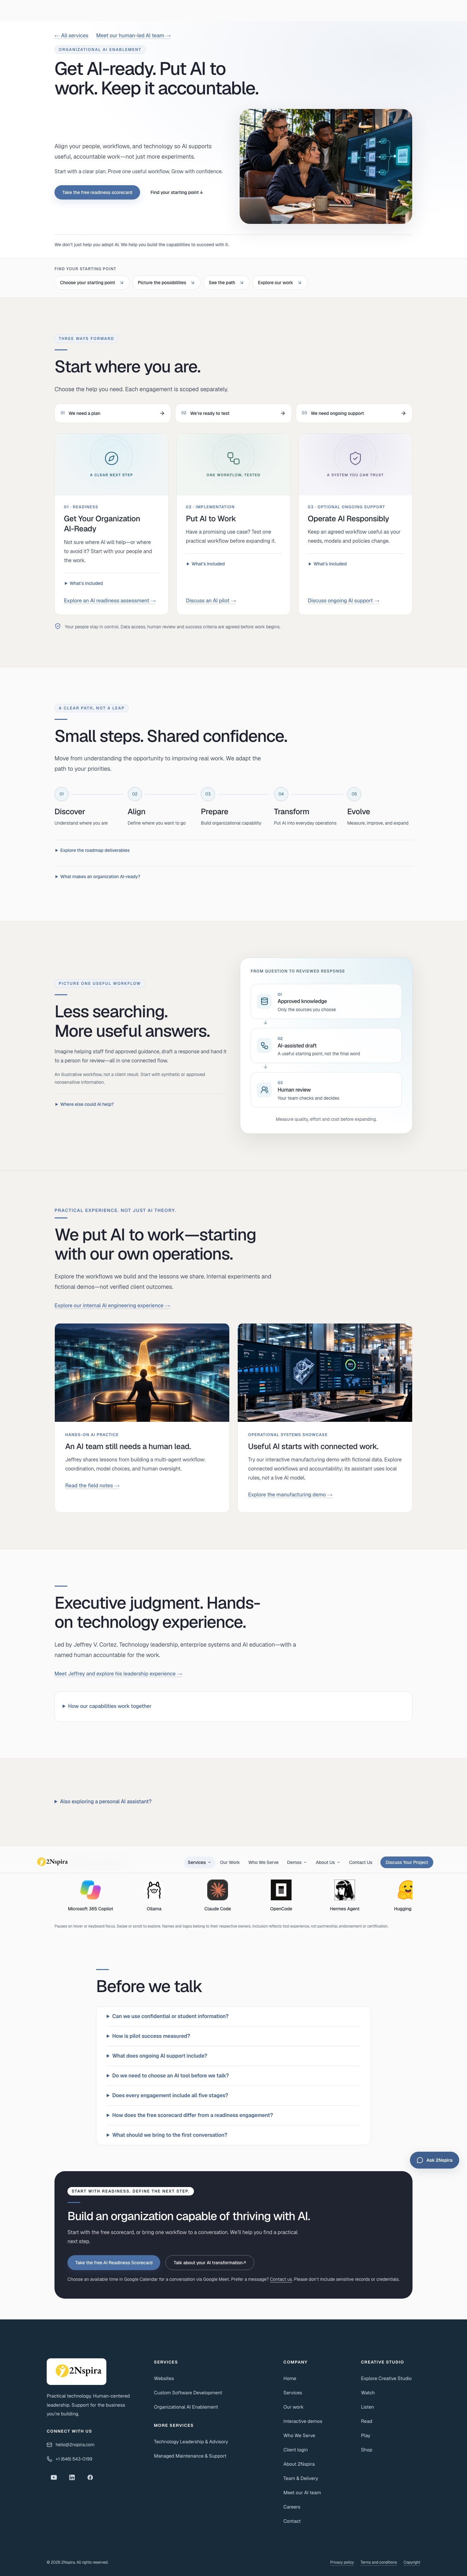 ← All services Meet our human-led AI team →
ORGANIZATIONAL AI ENABLEMENT
Get AI-ready. Put AI to
work. Keep it accountable.
Align your people, workflows, and technology so AI supports
useful, accountable work—not just more experiments.
Start with a clear plan. Prove one useful workflow. Grow with confidence.
Take the free readiness scorecard Find your starting point ↓
We don't just help you adopt AI. We help you build the capabilities to succeed with it.
FIND YOUR STARTING POINT
Choose your starting point Picture the possibilities See the path Explore our work
THREE WAYS FORWARD
Start where you are.
Choose the help you need. Each engagement is scoped separately.
01 We need a plan → 02 We're ready to test → 03 We need ongoing support →
A CLEAR NEXT STEP
01 · READINESS
Get Your Organization
AI-Ready
Not sure where AI will help—or where
to avoid it? Start with your people and
the work.
▶ What's included
Explore an AI readiness assessment →
ONE WORKFLOW, TESTED
02 · IMPLEMENTATION
Put AI to Work
Have a promising use case? Test one
practical workflow before expanding it.
▶ What's included
Discuss an AI pilot →
A SYSTEM YOU CAN TRUST
03 · OPTIONAL ONGOING SUPPORT
Operate AI Responsibly
Keep an agreed workflow useful as your
needs, models and policies change.
▶ What's included
Discuss ongoing AI support →
Your people stay in control. Data access, human review and success criteria are agreed before work begins.
A CLEAR PATH, NOT A LEAP
Small steps. Shared confidence.
Move from understanding the opportunity to improving real work. We adapt the
path to your priorities.
01 02 03 04 05
Discover Align Prepare Transform Evolve
Understand where you are Define where you want to go Build organizational capability Put AI into everyday operations Measure, improve, and expand
▶ Explore the roadmap deliverables
▶ What makes an organization AI-ready?
PICTURE ONE USEFUL WORKFLOW
Less searching.
More useful answers.
Imagine helping staff find approved guidance, draft a response and hand it
to a person for review—all in one connected flow.
An illustrative workflow, not a client result. Start with synthetic or approved
nonsensitive information.
▶ Where else could AI help?
FROM QUESTION TO REVIEWED RESPONSE
01
Approved knowledge
Only the sources you choose
↓
02
AI-assisted draft
A useful starting point, not the final word
↓
03
Human review
Your team checks and decides
Measure quality, effort and cost before expanding.
PRACTICAL EXPERIENCE. NOT JUST AI THEORY.
We put AI to work—starting
with our own operations.
Explore the workflows we build and the lessons we share. Internal experiments and
fictional demos—not verified client outcomes.
Explore our internal AI engineering experience →
HANDS-ON AI PRACTICE
An AI team still needs a human lead.
Jeffrey shares lessons from building a multi-agent workflow:
coordination, model choices, and human oversight.
Read the field notes →
OPERATIONAL SYSTEMS SHOWCASE
Useful AI starts with connected work.
Try our interactive manufacturing demo with fictional data. Explore
connected workflows and accountability; its assistant uses local
rules, not a live AI model.
Explore the manufacturing demo →
Executive judgment. Hands-
on technology experience.
Led by Jeffrey V. Cortez. Technology leadership, enterprise systems and AI education—with a
named human accountable for the work.
Meet Jeffrey and explore his leadership experience →
▶ How our capabilities work together
▶ Also exploring a personal AI assistant?
2Nspira Services Our Work Who We Serve Demos About Us Contact Us Discuss Your Project
Microsoft 365 Copilot Ollama Claude Code OpenCode Hermes Agent Hugging
Pauses on hover or keyboard focus. Swipe or scroll to explore. Names and logos belong to their respective owners; inclusion reflects tool experience, not partnership, endorsement or certification.
Before we talk
▶ Can we use confidential or student information?
▶ How is pilot success measured?
▶ What does ongoing AI support include?
▶ Do we need to choose an AI tool before we talk?
▶ Does every engagement include all five stages?
▶ How does the free scorecard differ from a readiness engagement?
▶ What should we bring to the first conversation?
Ask 2Nspira
START WITH READINESS. DEFINE THE NEXT STEP.
Build an organization capable of thriving with AI.
Start with the free scorecard, or bring one workflow to a conversation. We'll help you find a practical
next step.
Take the free AI Readiness Scorecard Talk about your AI transformation↗
Choose an available time in Google Calendar for a conversation via Google Meet. Prefer a message? Contact us. Please don't include sensitive records or credentials.
2Nspira
Practical technology. Human-centered
leadership. Support for the business
you're building.
CONNECT WITH US
hello@2nspira.com
+1 (646) 543-0199
SERVICES
Websites
Custom Software Development
Organizational AI Enablement
MORE SERVICES
Technology Leadership & Advisory
Managed Maintenance & Support
COMPANY
Home
Services
Our work
Interactive demos
Who We Serve
Client login
About 2Nspira
Team & Delivery
Meet our AI team
Careers
Contact
CREATIVE STUDIO
Explore Creative Studio
Watch
Listen
Read
Play
Shop
© 2026 2Nspira. All rights reserved. Privacy policy Terms and conditions Copyright